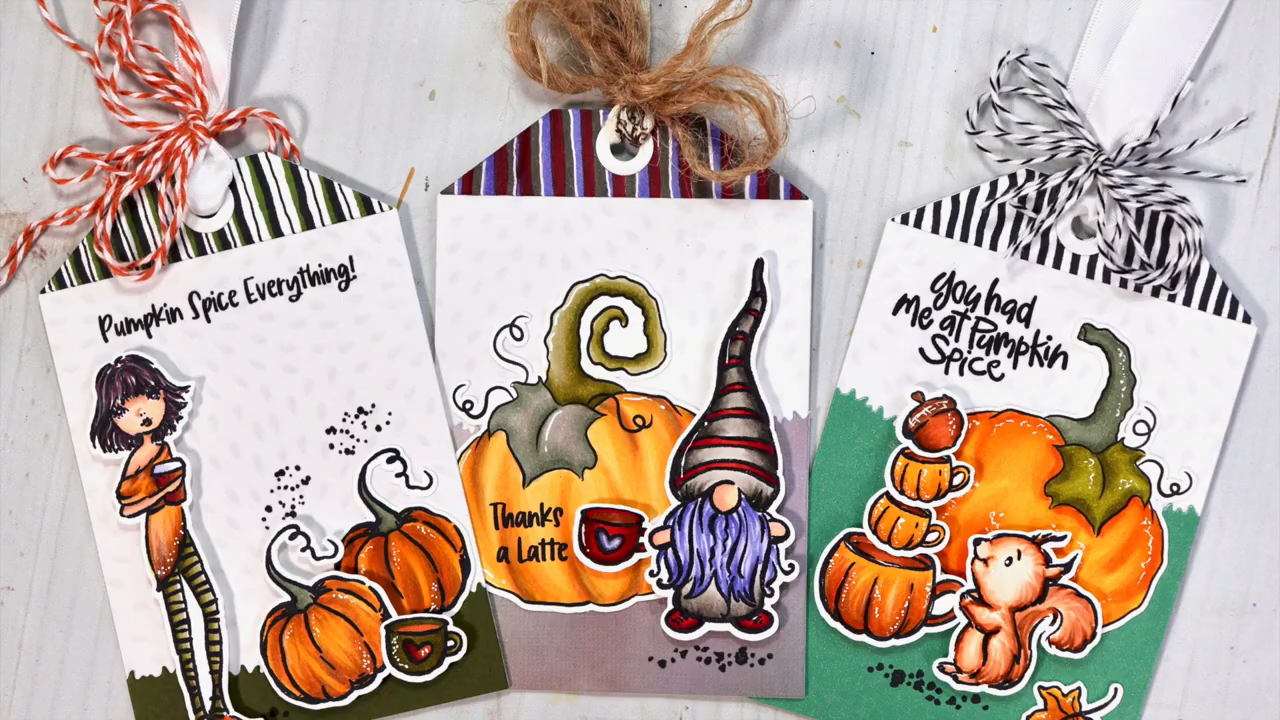 Pumpkin Spice Everything!
Thanks
a Latte
You had
me at Pumpkin
Spice